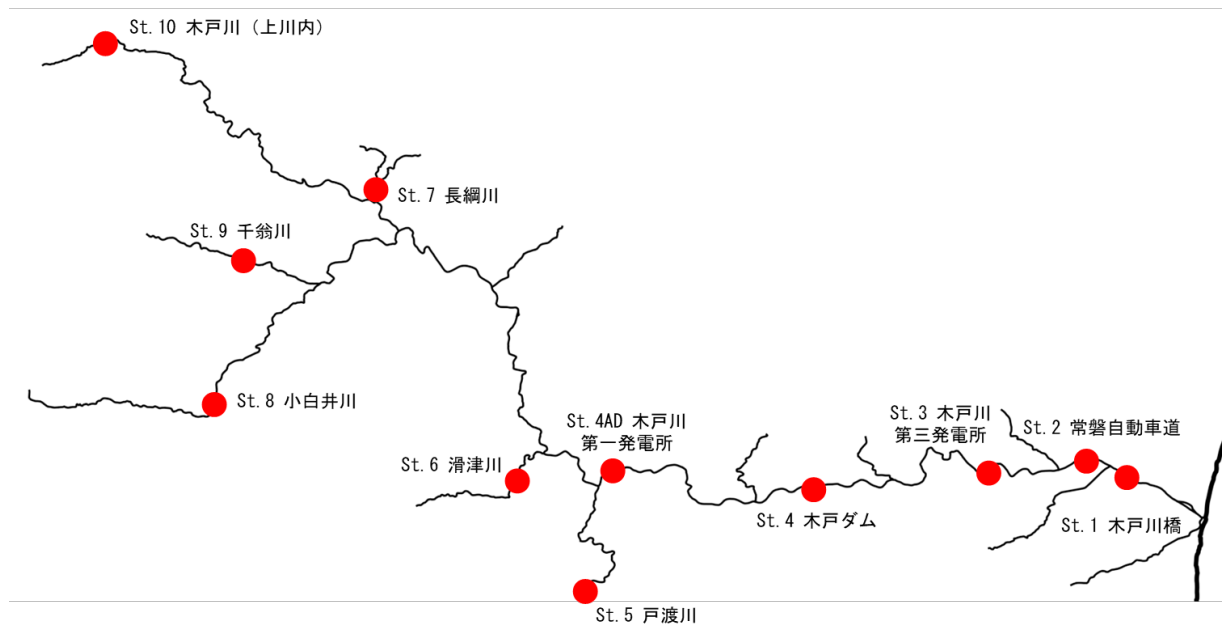 St.10 木戸川（上川内）
St.7 長綱川
St.9 千翁川
St.8 小白井川
St.4AD 木戸川
第一発電所
St.3 木戸川
第三発電所
St.2 常磐自動車道
St.6 滑津川
St.4 木戸ダム
St.1 木戸川橋
St.5 戸渡川